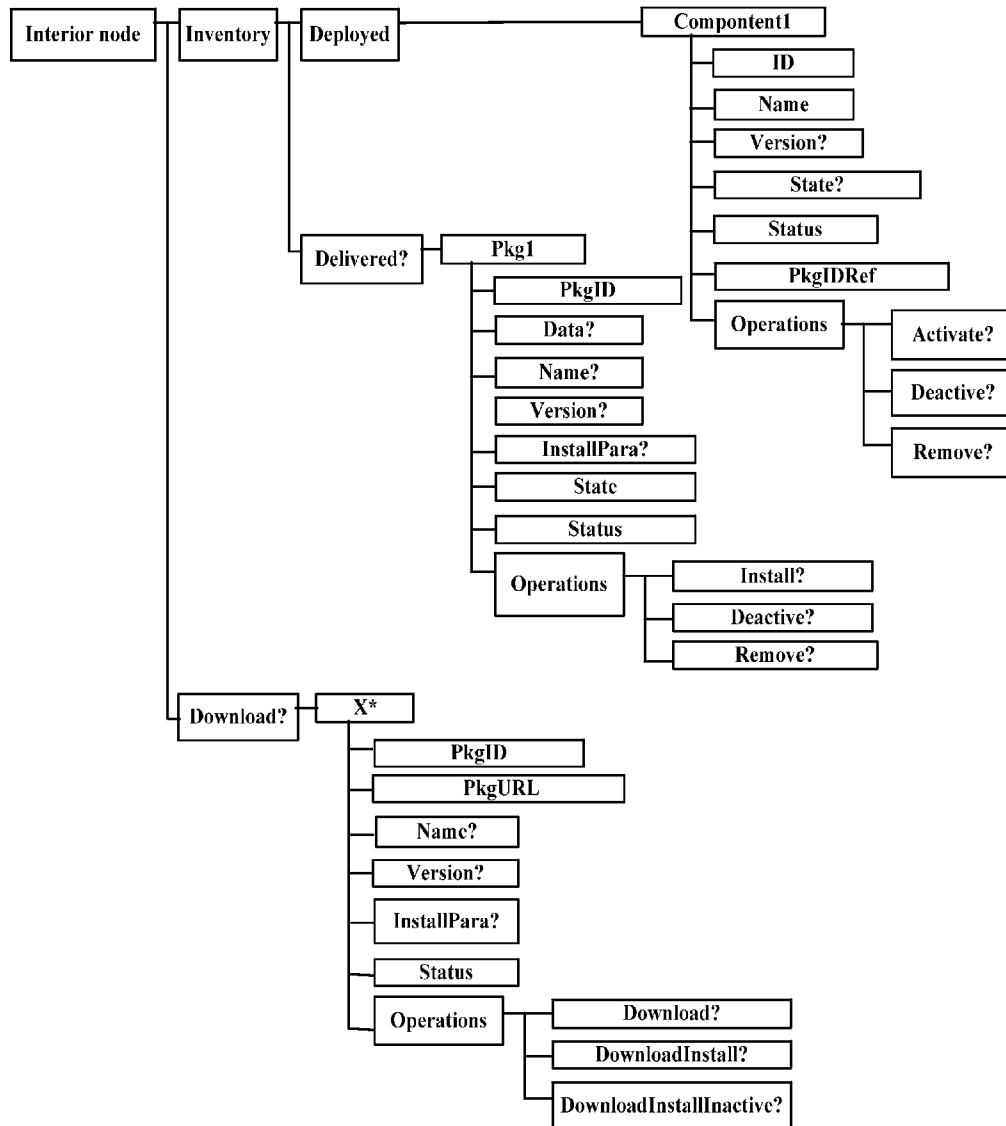 Interior node
Inventory
Deployed
Compontent1
ID
Name
Version?
State?
Status
PkgIDRef
Operations
Activate?
Deactive?
Remove?
Delivered?
Pkg1
PkgID
Data?
Name?
Version?
InstallPara?
State
Status
Operations
Install?
Deactive?
Remove?
Download?
X*
PkgID
PkgURL
Name?
Version?
InstallPara?
Status
Operations
Download?
DownloadInstall?
DownloadInstallInactive?